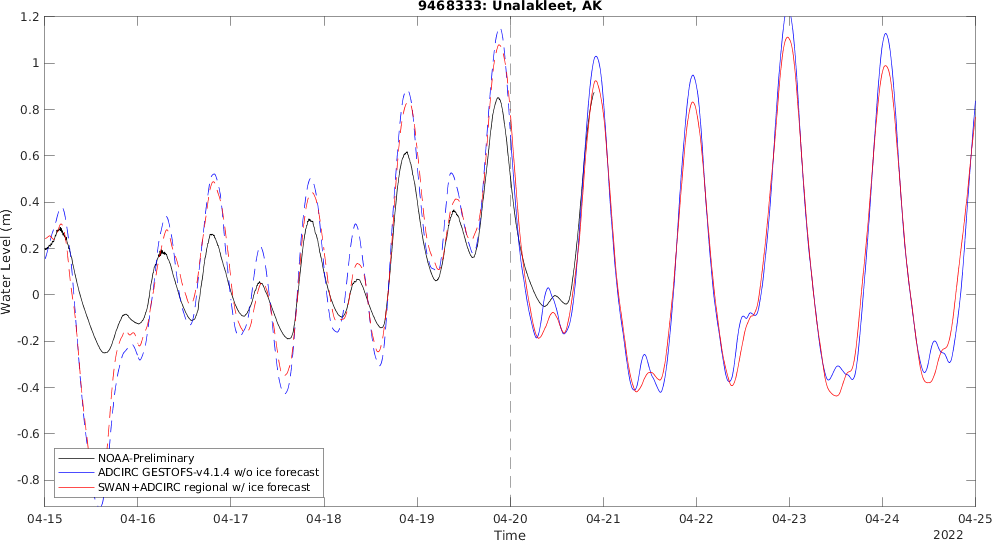 9468333: Unalakleet, AK
Water Level (m)
1.2
1
0.8
0.6
0.4
0.2
0
-0.2
-0.4
-0.6
-0.8
NOAA-Preliminary
ADCIRC GESTOFS-v4.1.4 w/o ice forecast
SWAN+ADCIRC regional w/ ice forecast
04-15 04-16 04-17 04-18 04-19 04-20 04-21 04-22 04-23 04-24 04-25
Time
2022